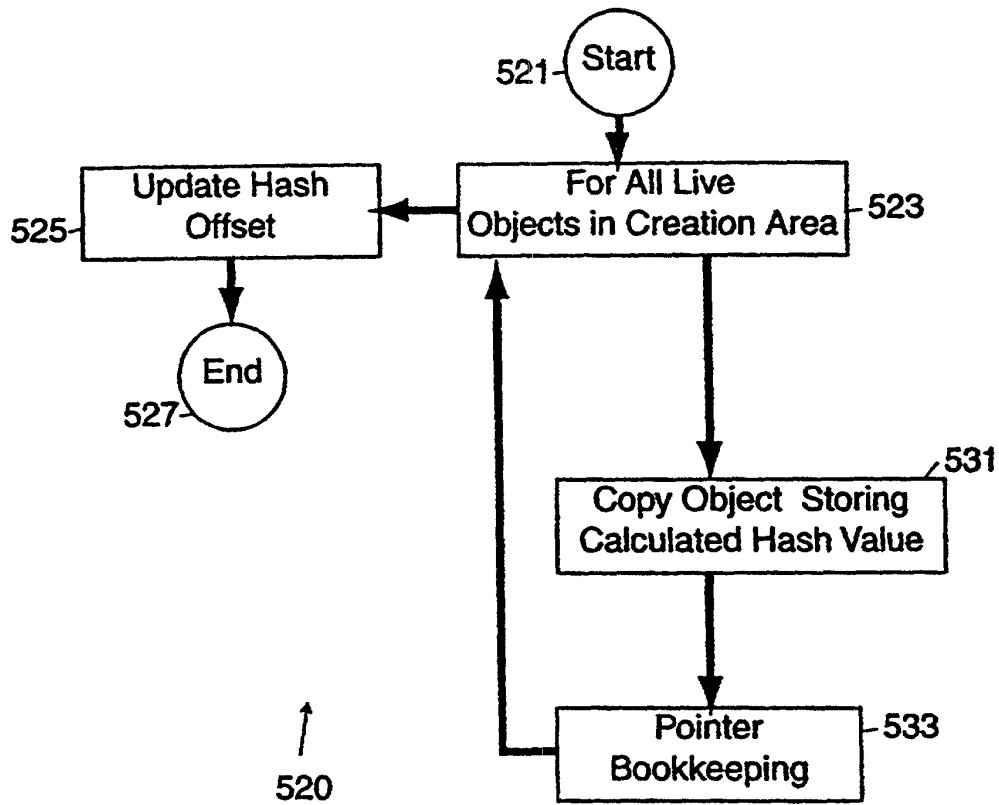 Start
521
For All Live
Objects in Creation Area
523
Update Hash
Offset
525
End
527
531
Copy Object Storing
Calculated Hash Value
Pointer
Bookkeeping
533
520